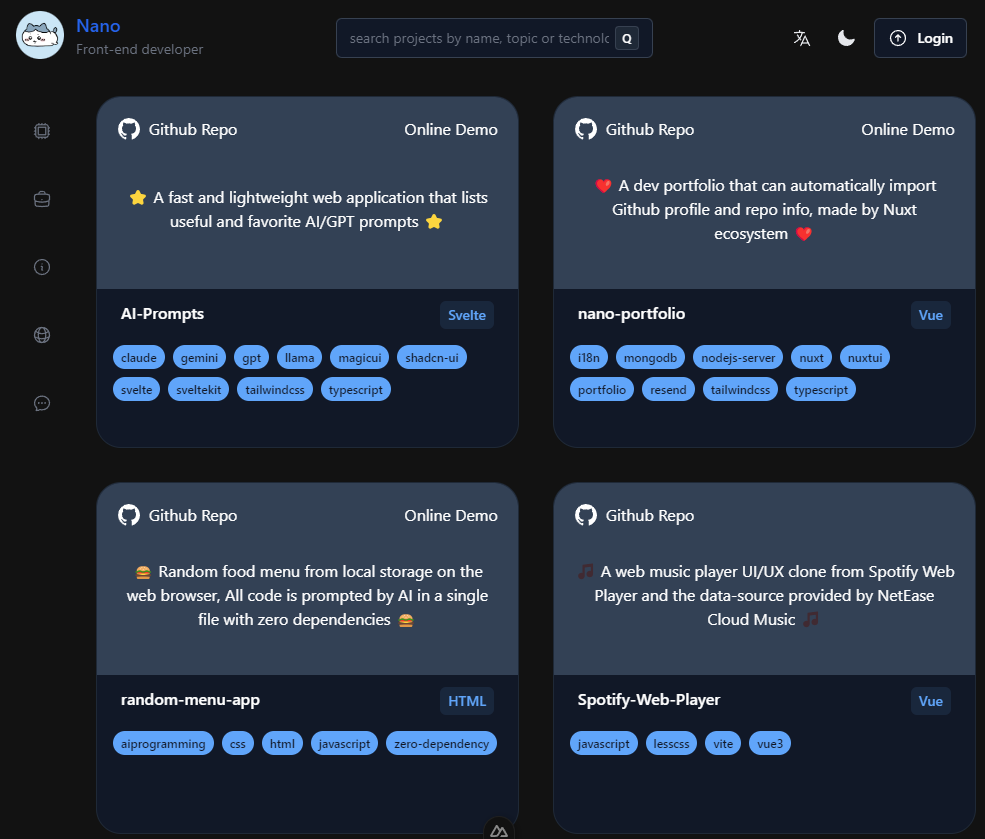 Nano
Front-end developer
search projects by name, topic or technolo
Q
Login
Github Repo
Online Demo
⭐ A fast and lightweight web application that lists
useful and favorite AI/GPT prompts ⭐
AI-Prompts
Svelte
claude gemini gpt llama magicui shadcn-ui
svelte sveltekit tailwindcss typescript
Github Repo
Online Demo
❤️ A dev portfolio that can automatically import
Github profile and repo info, made by Nuxt
ecosystem ❤️
nano-portfolio
Vue
i18n mongodb nodejs-server nuxt nuxtui
portfolio resend tailwindcss typescript
Github Repo
Online Demo
🍔 Random food menu from local storage on the
web browser, All code is prompted by AI in a single
file with zero dependencies 🍔
random-menu-app
HTML
aiprogramming css html javascript zero-dependency
Github Repo
🎵 A web music player UI/UX clone from Spotify Web
Player and the data-source provided by NetEase
Cloud Music 🎵
Spotify-Web-Player
Vue
javascript lesscss vite vue3